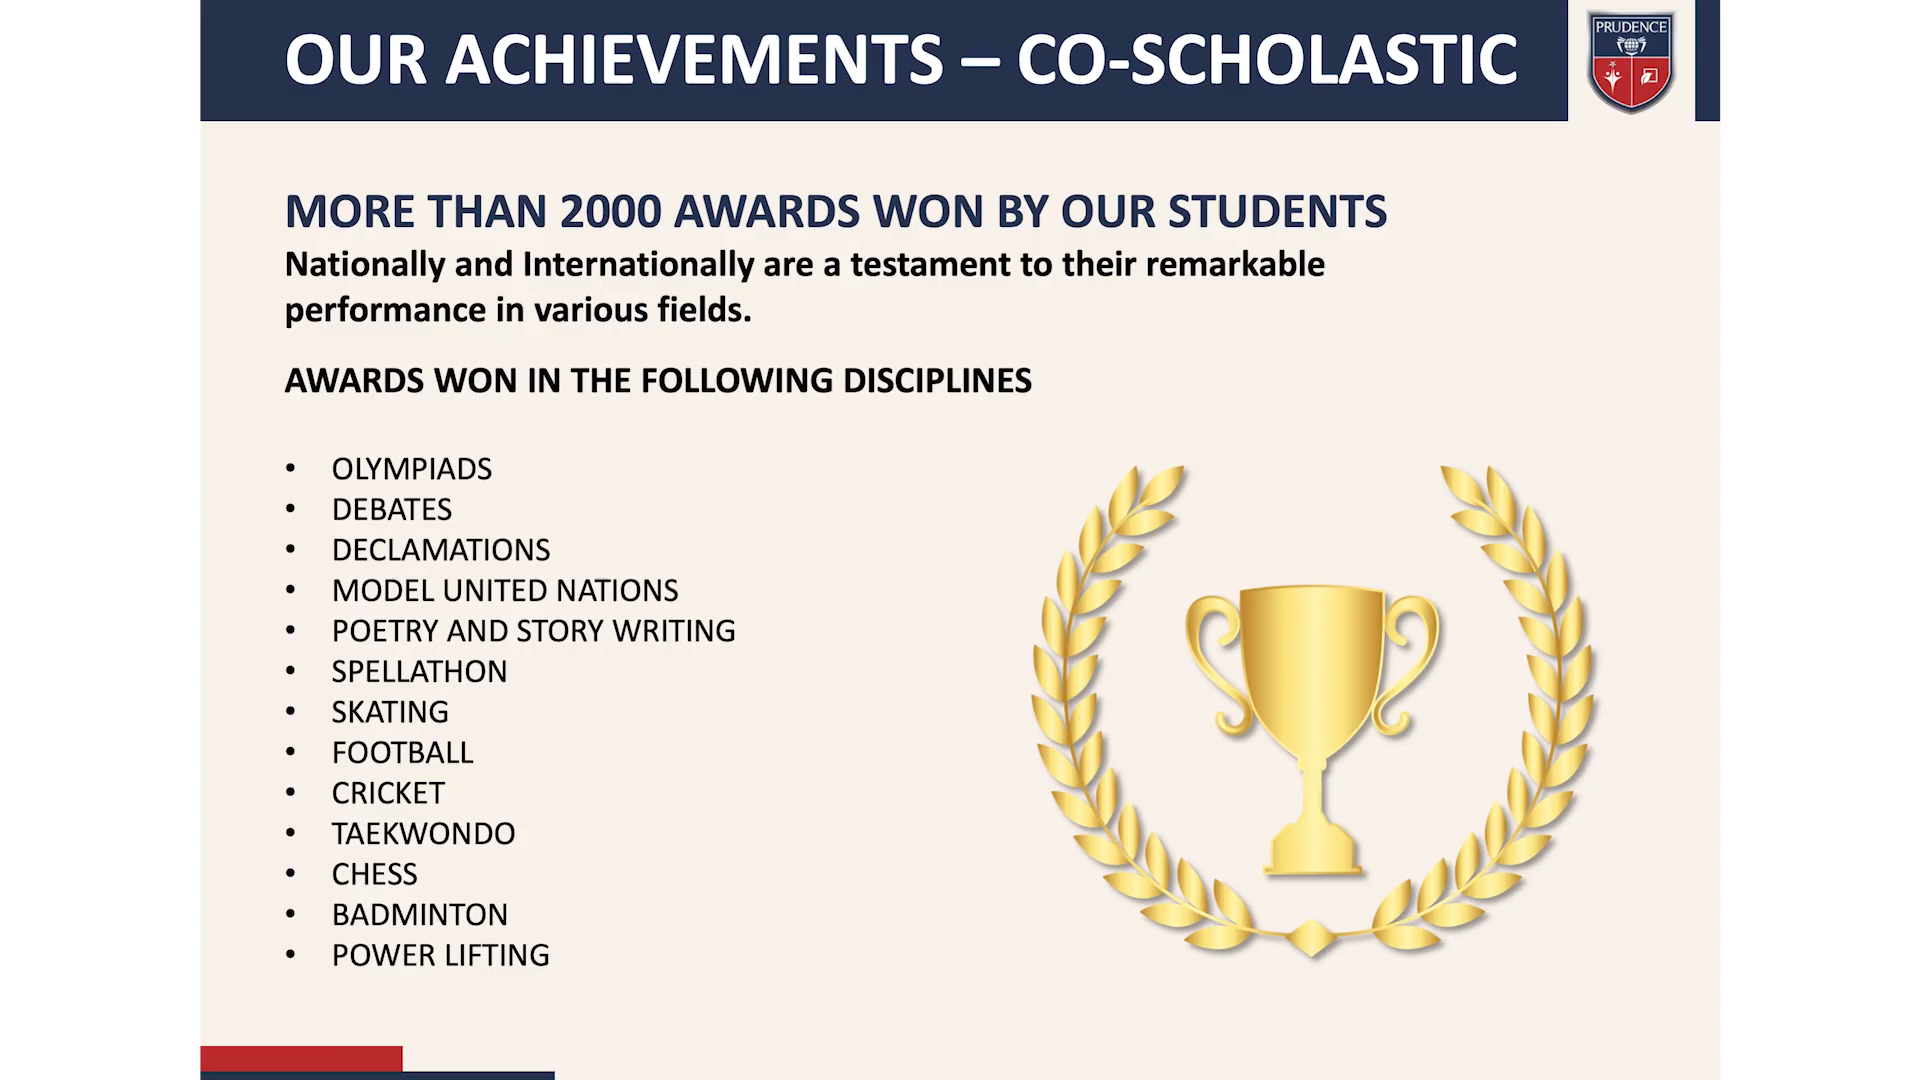 OUR ACHIEVEMENTS – CO-SCHOLASTIC
PRUDENCE
MORE THAN 2000 AWARDS WON BY OUR STUDENTS
Nationally and Internationally are a testament to their remarkable
performance in various fields.
AWARDS WON IN THE FOLLOWING DISCIPLINES
• OLYMPIADS
• DEBATES
• DECLAMATIONS
• MODEL UNITED NATIONS
• POETRY AND STORY WRITING
• SPELLATHON
• SKATING
• FOOTBALL
• CRICKET
• TAEKWONDO
• CHESS
• BADMINTON
• POWER LIFTING